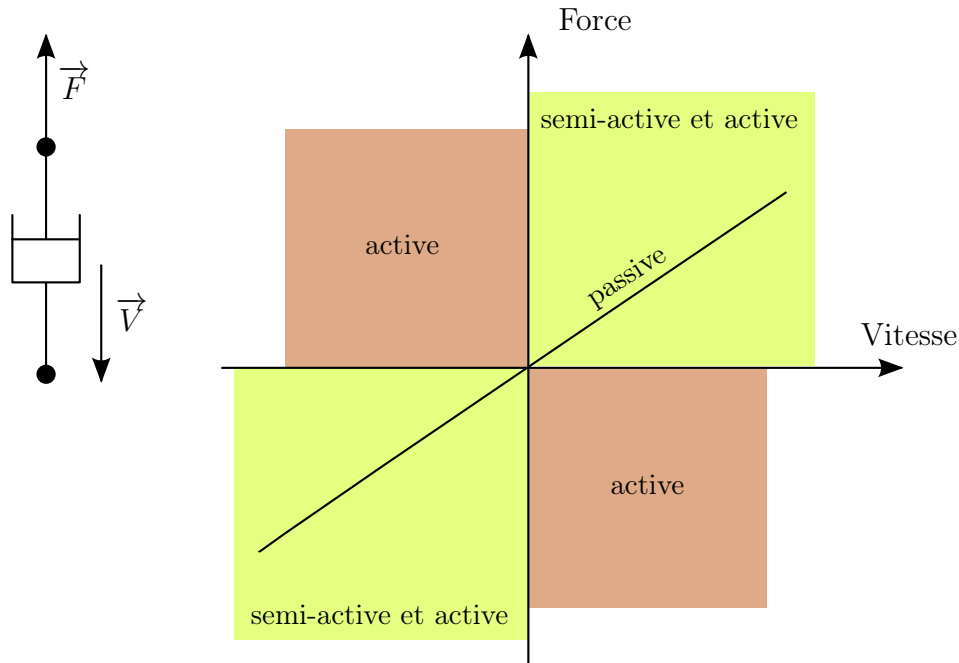 Force
F
semi-active et active
active
passive
V
Vitesse
active
semi-active et active